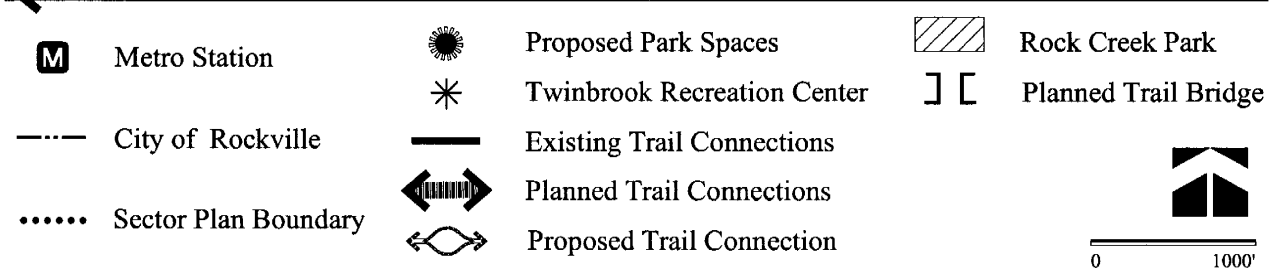 M Metro Station
City of Rockville
Sector Plan Boundary
Proposed Park Spaces
Twinbrook Recreation Center
Existing Trail Connections
Planned Trail Connections
Proposed Trail Connection
Rock Creek Park
Planned Trail Bridge
0 1000'